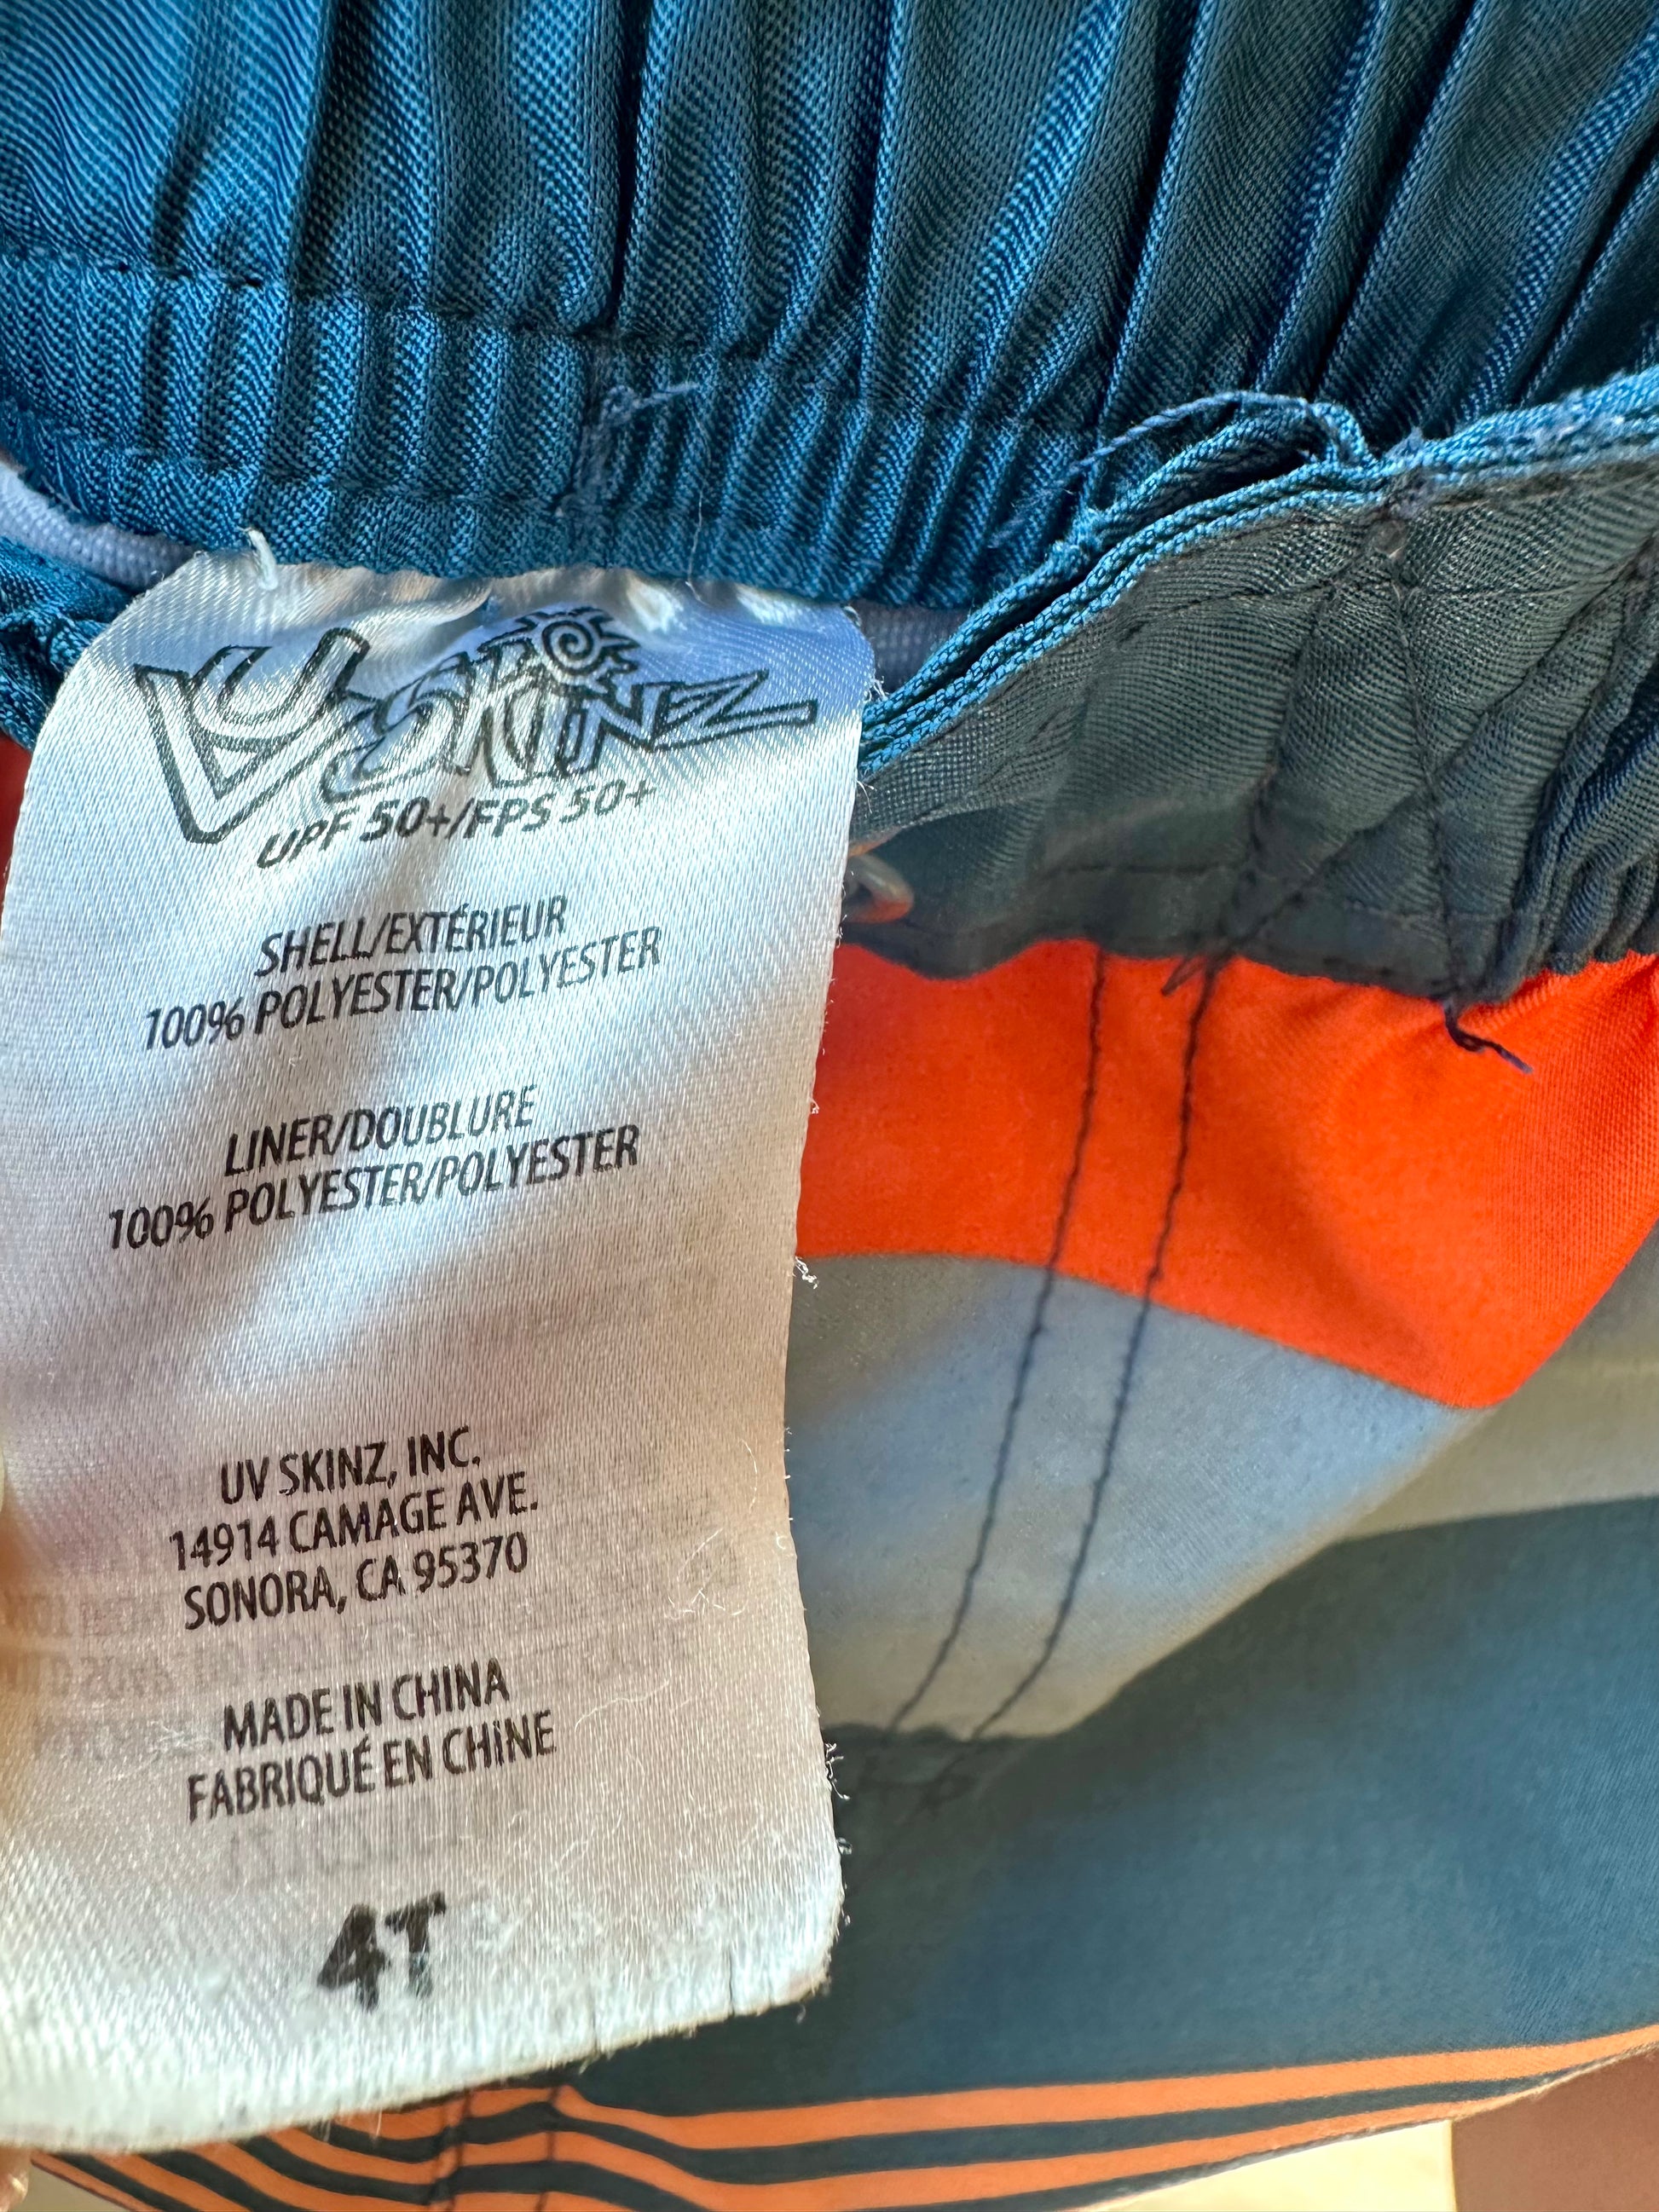 UV SKINZ
UPF 50+/FPS 50+
SHELL/EXTÉRIEUR
100% POLYESTER/POLYESTER
LINER/DOUBLURE
100% POLYESTER/POLYESTER
UV SKINZ, INC.
14914 CAMAGE AVE.
SONORA, CA 95370
MADE IN CHINA
FABRIQUÉ EN CHINE
4T